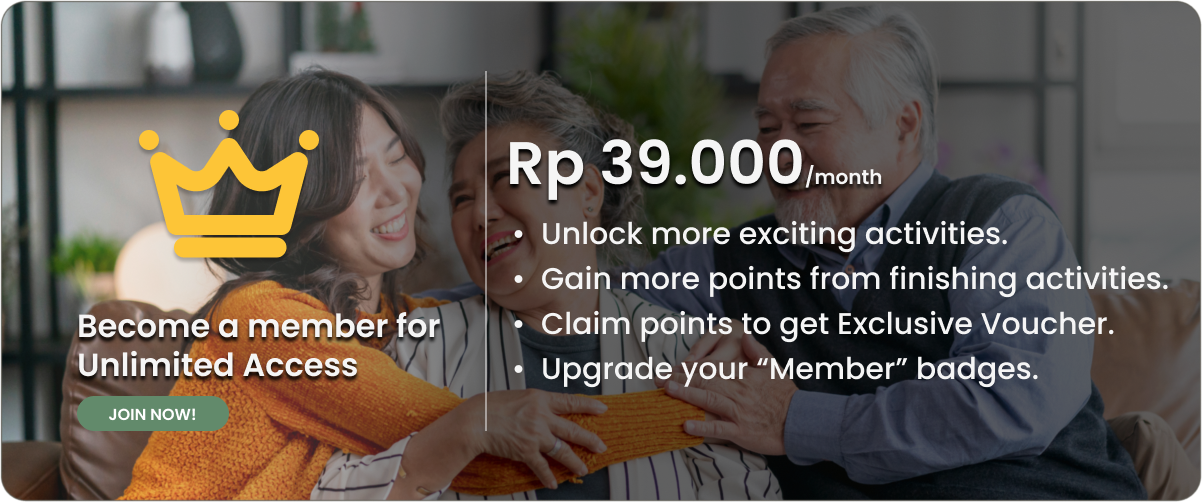 Become a member for
Unlimited Access
JOIN NOW!
Rp 39.000/month
• Unlock more exciting activities.
• Gain more points from finishing activities.
• Claim points to get Exclusive Voucher.
• Upgrade your “Member” badges.